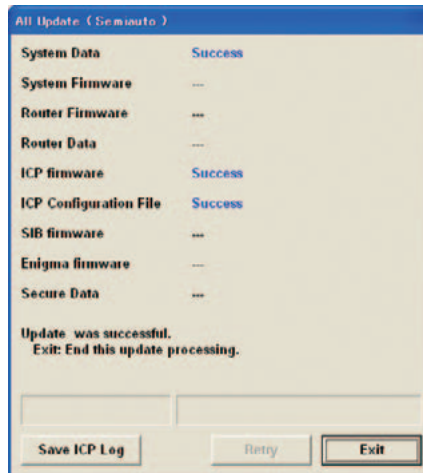 All Update ( Semiauto )
System Data Success
System Firmware ---
Router Firmware ---
Router Data ---
ICP firmware Success
ICP Configuration File Success
SIB firmware ---
Enigma firmware ---
Secure Data ---
Update was successful.
Exit: End this update processing.
Save ICP Log Retry Exit